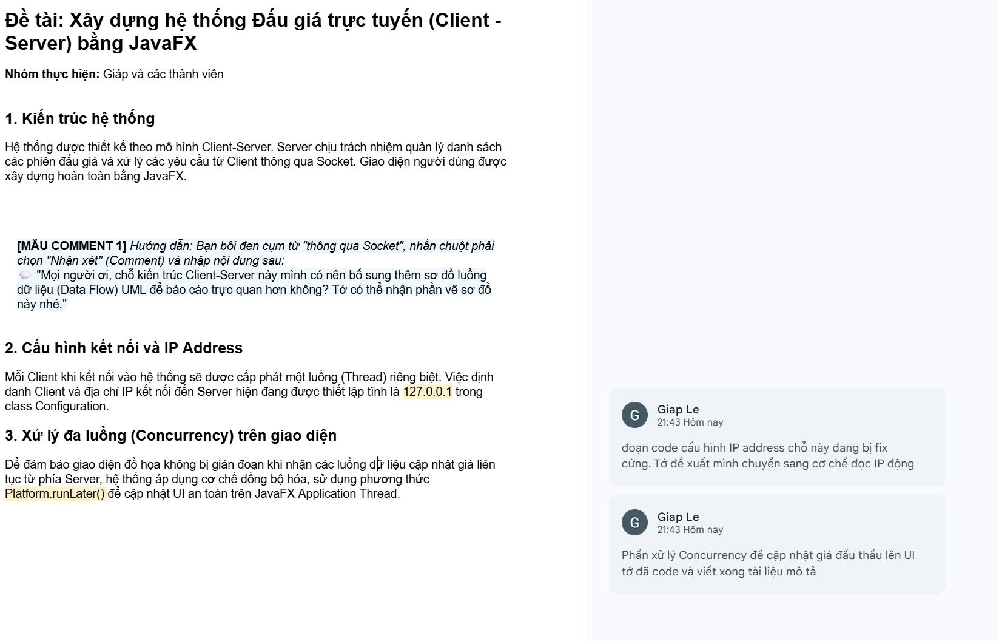 Đề tài: Xây dựng hệ thống Đấu giá trực tuyến (Client -
Server) bằng JavaFX
Nhóm thực hiện: Giáp và các thành viên
1. Kiến trúc hệ thống
Hệ thống được thiết kế theo mô hình Client-Server. Server chịu trách nhiệm quản lý danh sách
các phiên đấu giá và xử lý các yêu cầu từ Client thông qua Socket. Giao diện người dùng được
xây dựng hoàn toàn bằng JavaFX.
[MẪU COMMENT 1] Hướng dẫn: Bạn bôi đen cụm từ "thông qua Socket", nhấn chuột phải
chọn "Nhận xét" (Comment) và nhập nội dung sau:
💬 "Mọi người ơi, chỗ kiến trúc Client-Server này mình có nên bổ sung thêm sơ đồ luồng
dữ liệu (Data Flow) UML để báo cáo trực quan hơn không? Tớ có thể nhận phần vẽ sơ đồ
này nhé."
2. Cấu hình kết nối và IP Address
Mỗi Client khi kết nối vào hệ thống sẽ được cấp phát một luồng (Thread) riêng biệt. Việc định
danh Client và địa chỉ IP kết nối đến Server hiện đang được thiết lập tĩnh là 127.0.0.1 trong
class Configuration.
3. Xử lý đa luồng (Concurrency) trên giao diện
Để đảm bảo giao diện đồ họa không bị gián đoạn khi nhận các luồng dữ liệu cập nhật giá liên
tục từ phía Server, hệ thống áp dụng cơ chế đồng bộ hóa, sử dụng phương thức
Platform.runLater() để cập nhật UI an toàn trên JavaFX Application Thread.
G
Giap Le
21:43 Hôm nay
đoạn code cấu hình IP address chỗ này đang bị fix
cứng. Tớ đề xuất mình chuyển sang cơ chế đọc IP động
G
Giap Le
21:43 Hôm nay
Phần xử lý Concurrency để cập nhật giá đấu thầu lên UI
tớ đã code và viết xong tài liệu mô tả